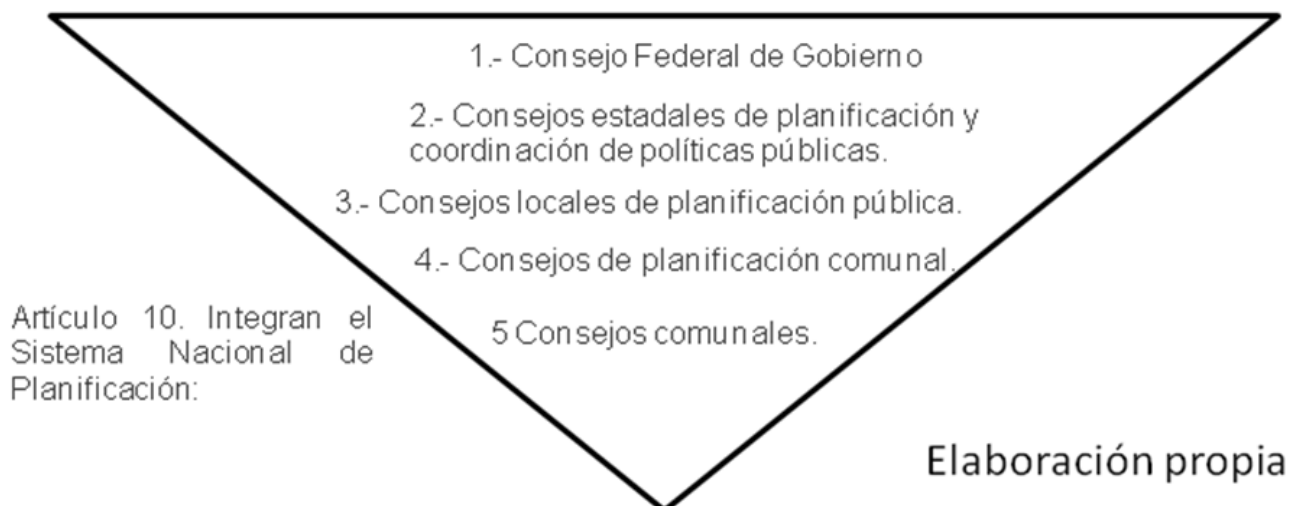 1.- Consejo Federal de Gobierno
2.- Consejos estadales de planificación y
coordinación de políticas públicas.
3.- Consejos locales de planificación pública.
4.- Consejos de planificación comunal.
Artículo 10. Integran el
Sistema Nacional de
Planificación:
5 Consejos comunales.
Elaboración propia